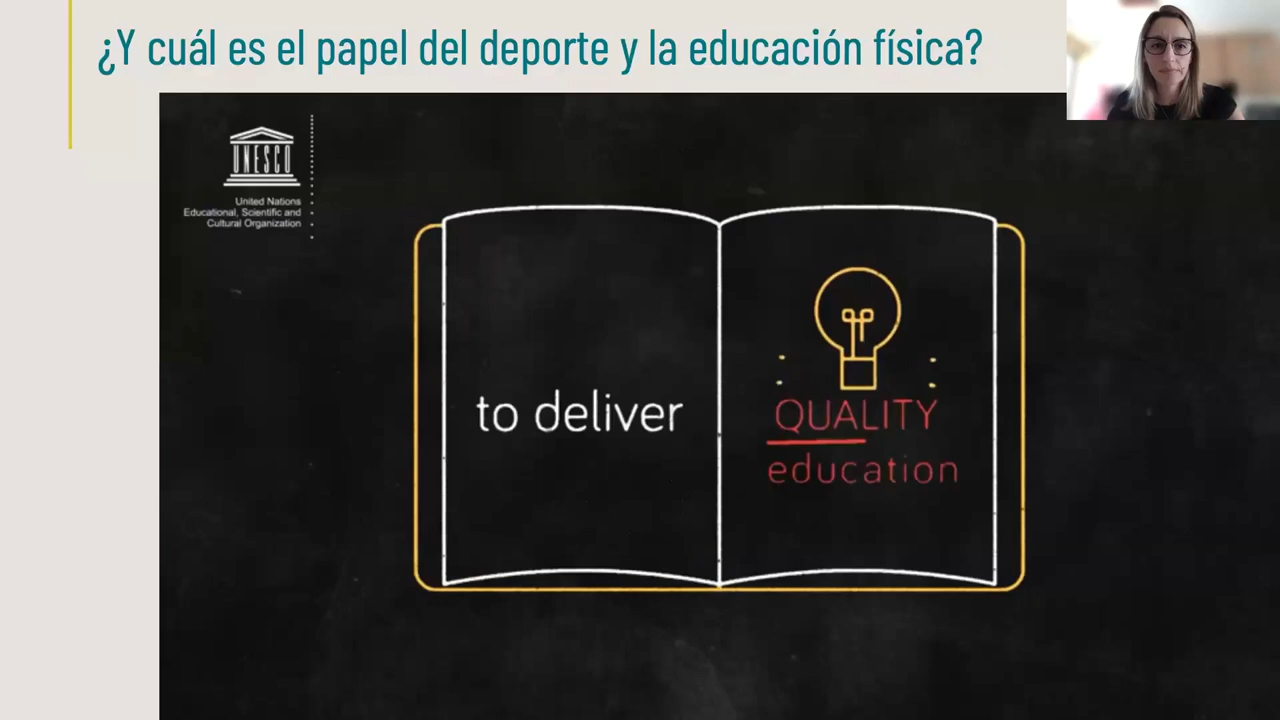 ¿Y cuál es el papel del deporte y la educación física?
UNESCO
United Nations
Educational, Scientific and
Cultural Organization
to deliver
QUALITY
education